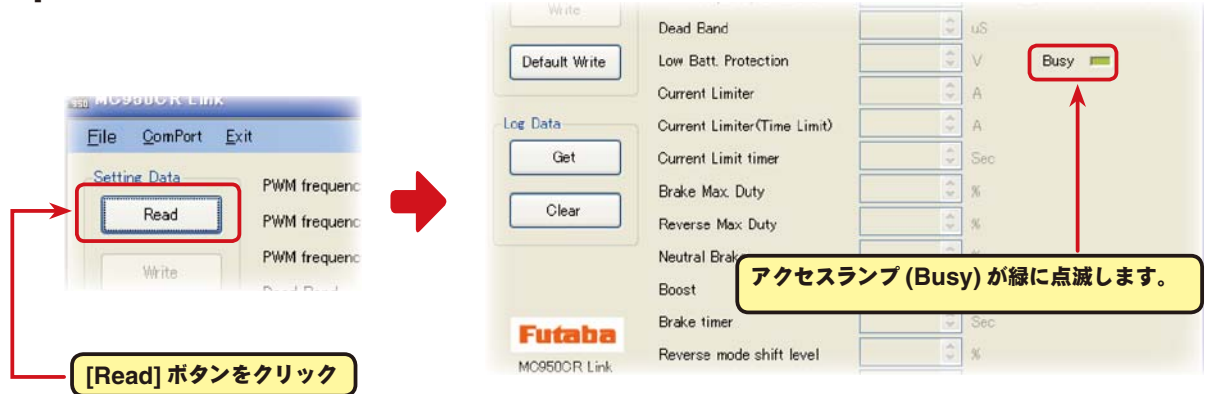 MC950CR Link
File ComPort Exit
Setting Data
Read
Write
PWM frequenc
PWM frequenc
PWM frequenc
Dead Band
[Read] ボタンをクリック
Write
Default Write
Log Data
Get
Clear
Futaba
MC950CR Link
Dead Band uS
Low Batt. Protection V
Current Limiter A
Current Limiter(Time Limit) A
Current Limit timer Sec
Brake Max. Duty %
Reverse Max Duty %
Neutral Brak
Boost
Brake timer Sec
Reverse mode shift level %
Busy
アクセスランプ (Busy) が緑に点滅します。